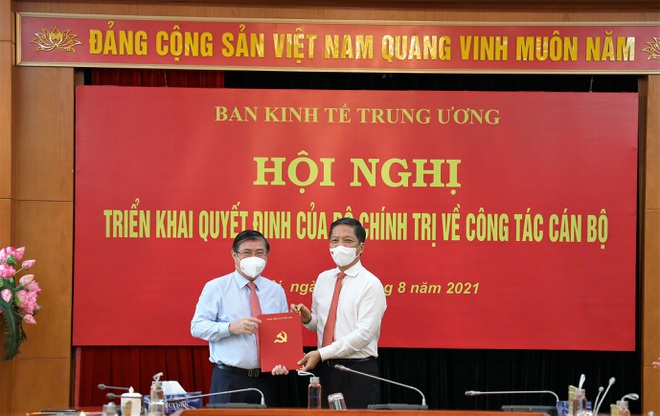 ĐẢNG CỘNG SẢN VIỆT NAM QUANG VINH MUÔN NĂM
BAN KINH TẾ TRUNG ƯƠNG
HỘI NGHỊ
TRIỂN KHAI QUYẾT ĐỊNH CỦA BỘ CHÍNH TRỊ VỀ CÔNG TÁC CÁN BỘ
8 năm 2021